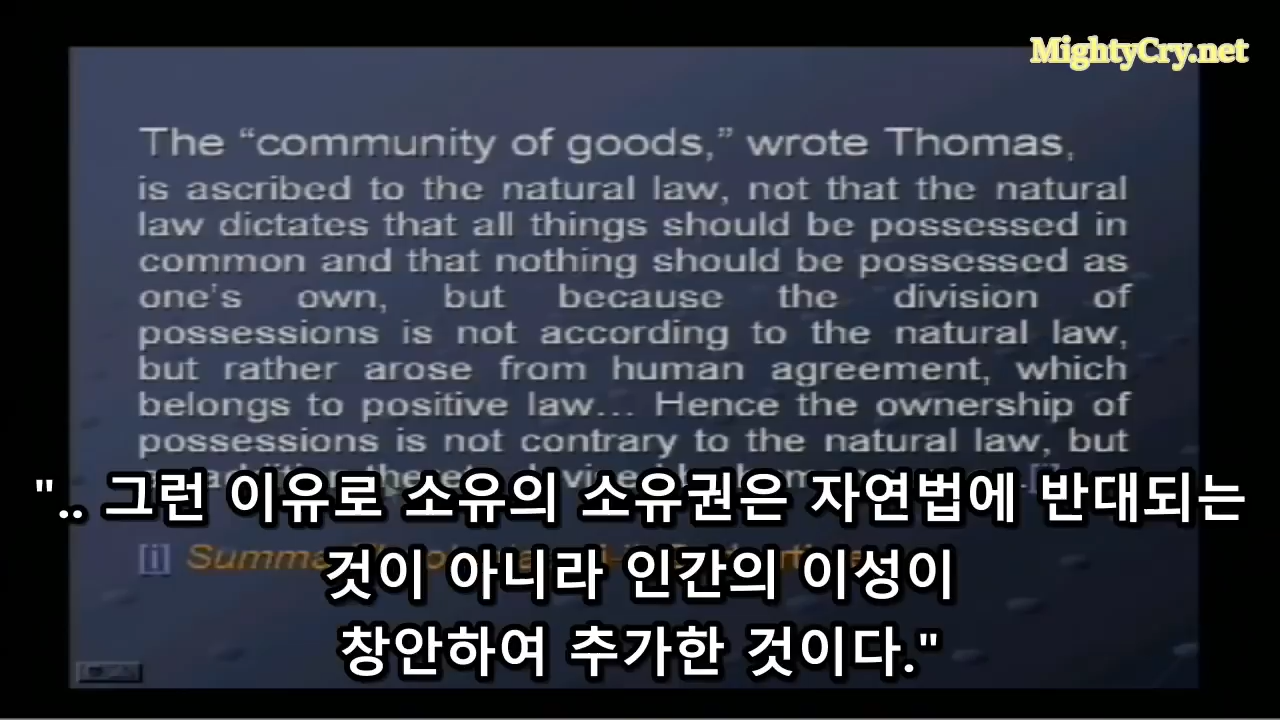 MightyCry.net
The “community of goods,” wrote Thomas,
is ascribed to the natural law, not that the natural
law dictates that all things should be possessed in
common and that nothing should be possessed as
one's own, but because the division of
possessions is not according to the natural law,
but rather arose from human agreement, which
belongs to positive law... Hence the ownership of
possessions is not contrary to the natural law, but
".. 그런 이유로 소유의 소유권은 자연법에 반대되는
[i] Summa
것이 아니라 인간의 이성이
창안하여 추가한 것이다."